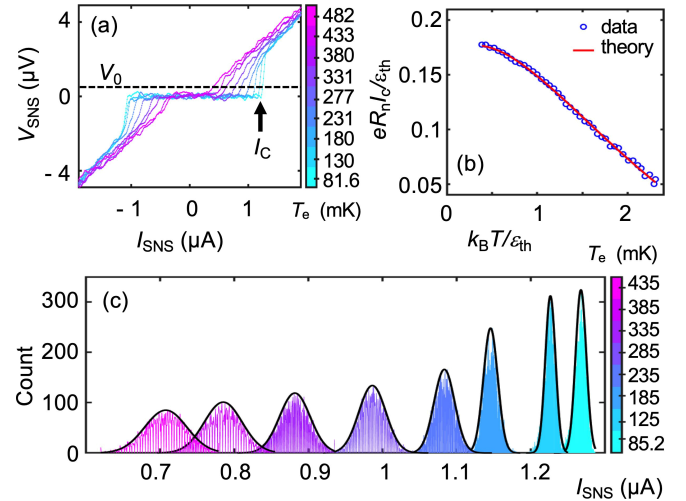 (a)
4
0
- 4
V_SNS (µV)
V_0
I_C
- 1
0
1
I_SNS (µA)
482
432
380
331
277
231
180
130
81.6
T_e (mK)
0.2
0.15
0.1
0.05
eR_nI_c/ε_th
data
theory
(b)
0
1
2
k_BT/ε_th
(c)
300
200
100
0
Count
0.7
0.8
0.9
1
1.1
1.2
I_SNS (µA)
T_e (mK)
435
385
335
285
225
185
125
85.2